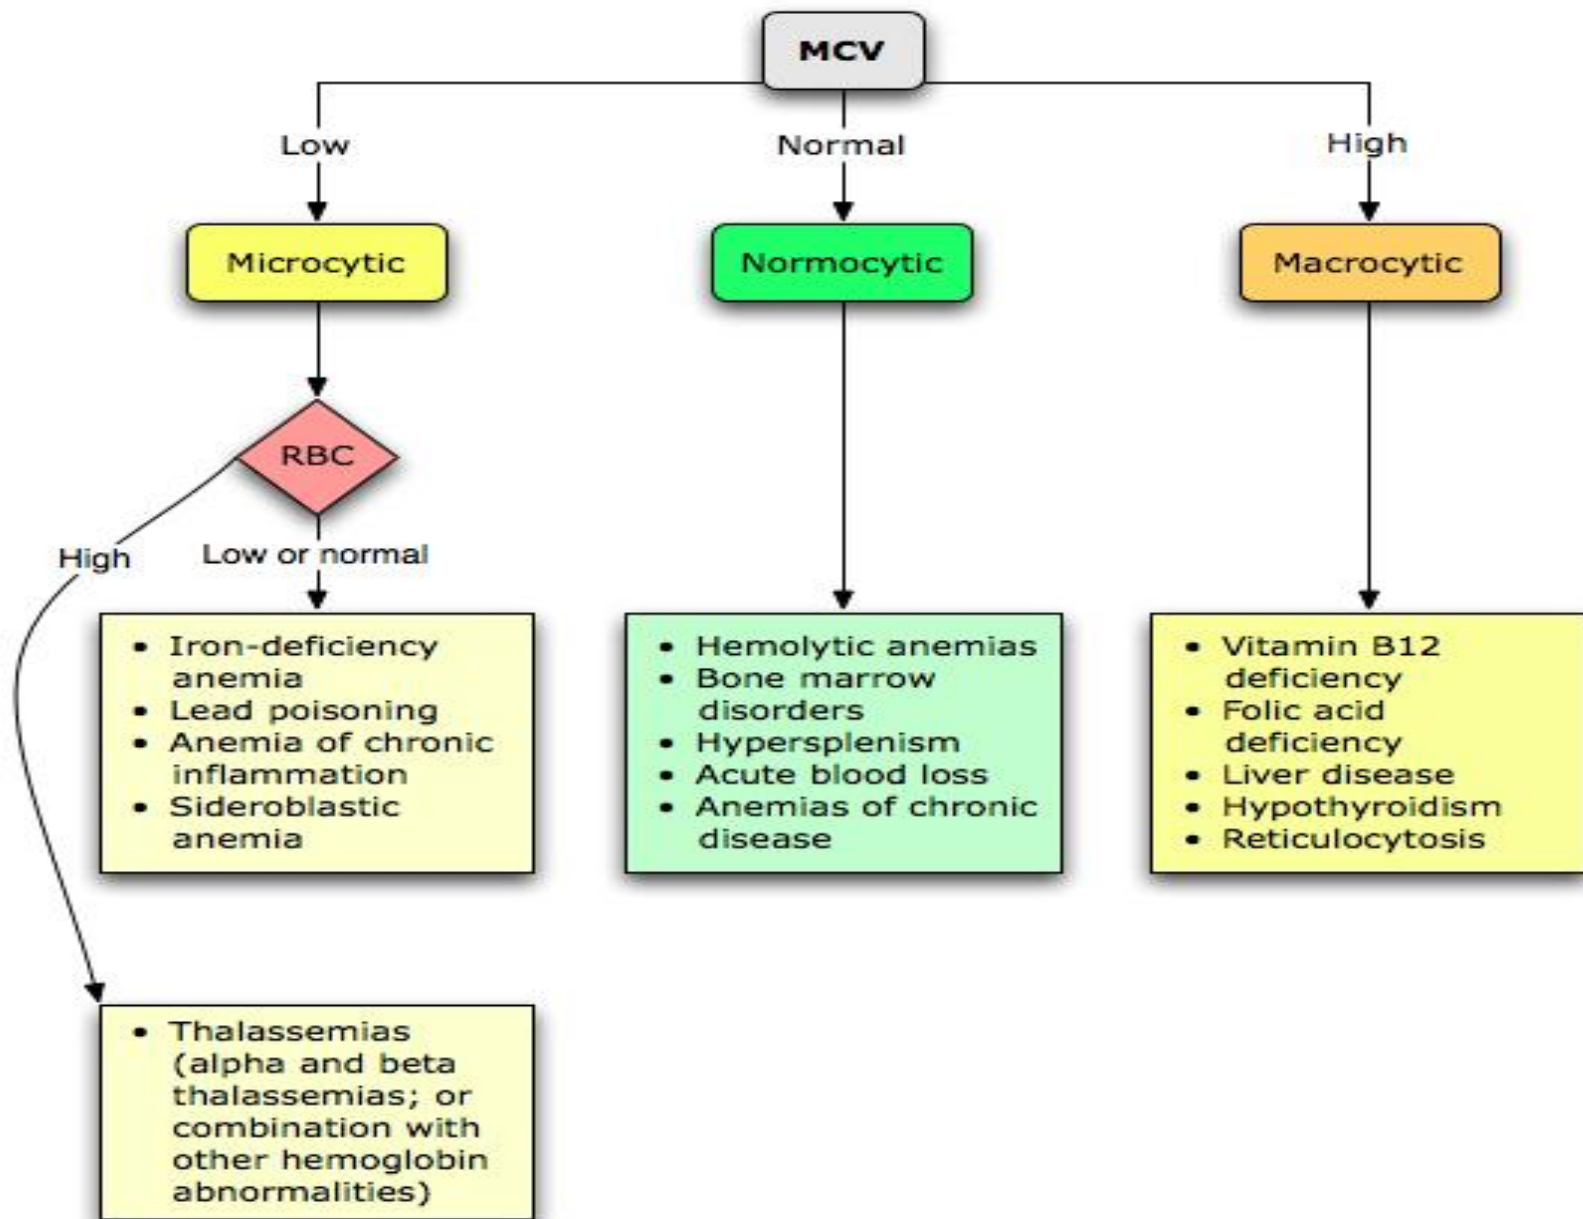 MCV
Low
Normal
High
Microcytic
Normocytic
Macrocytic
RBC
High
Low or normal
• Iron-deficiency
anemia
• Lead poisoning
• Anemia of chronic
inflammation
• Sideroblastic
anemia
• Hemolytic anemias
• Bone marrow
disorders
• Hypersplenism
• Acute blood loss
• Anemias of chronic
disease
• Vitamin B12
deficiency
• Folic acid
deficiency
• Liver disease
• Hypothyroidism
• Reticulocytosis
• Thalassemias
(alpha and beta
thalassemias; or
combination with
other hemoglobin
abnormalities)